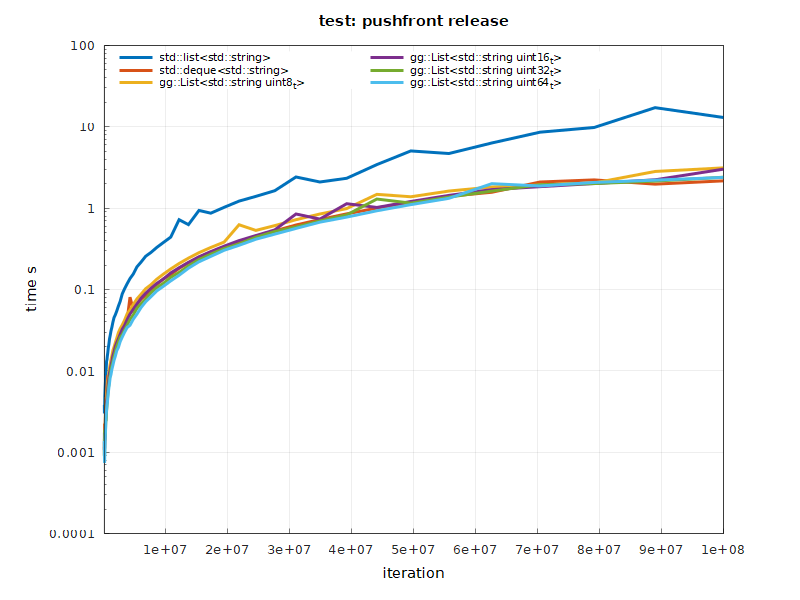 test: pushfront release
std::list<std::string>
std::deque<std::string>
gg::List<std::string uint8_t>
gg::List<std::string uint16_t>
gg::List<std::string uint32_t>
gg::List<std::string uint64_t>
100
10
1
0.1
0.01
0.001
0.0001
time s
1e+07 2e+07 3e+07 4e+07 5e+07 6e+07 7e+07 8e+07 9e+07 1e+08
iteration